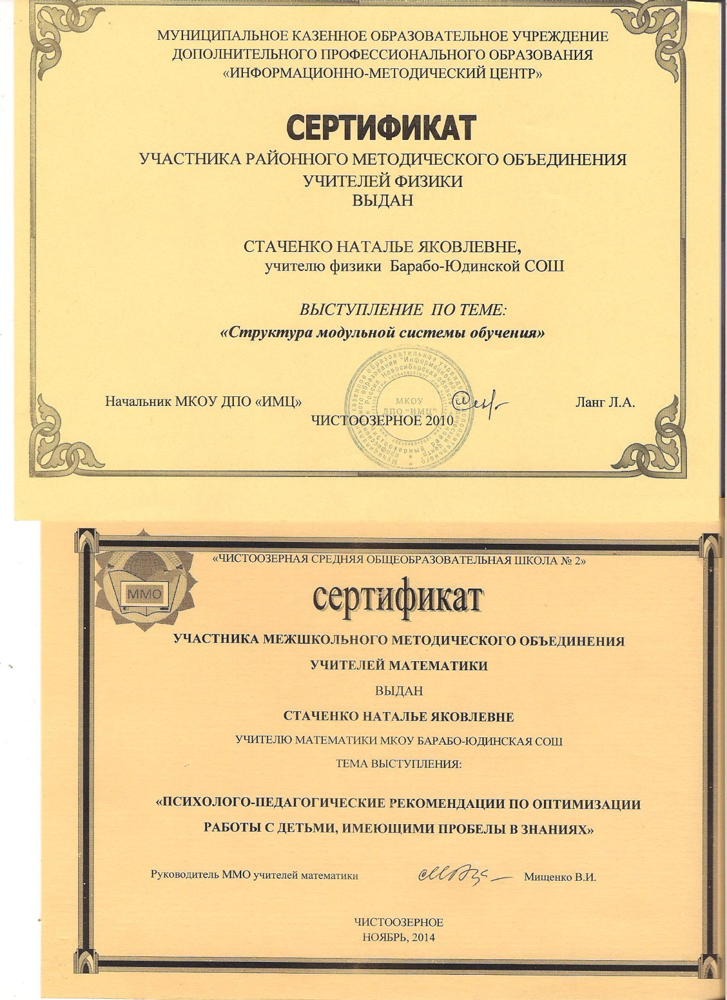 МУНИЦИПАЛЬНОЕ КАЗЕННОЕ ОБРАЗОВАТЕЛЬНОЕ УЧРЕЖДЕНИЕ
ДОПОЛНИТЕЛЬНОГО ПРОФЕССИОНАЛЬНОГО ОБРАЗОВАНИЯ
«ИНФОРМАЦИОННО-МЕТОДИЧЕСКИЙ ЦЕНТР»
СЕРТИФИКАТ
УЧАСТНИКА РАЙОННОГО МЕТОДИЧЕСКОГО ОБЪЕДИНЕНИЯ
УЧИТЕЛЕЙ ФИЗИКИ
ВЫДАН
СТАЧЕНКО НАТАЛЬЕ ЯКОВЛЕВНЕ,
учителю физики Барабо-Юдинской СОШ
ВЫСТУПЛЕНИЕ ПО ТЕМЕ:
«Структура модульной системы обучения»
Начальник МКОУ ДПО «ИМЦ» Ланг Л.А.
МКОУ
ДПО "ИМЦ"
ЧИСТООЗЕРНОЕ 2010
«ЧИСТООЗЕРНАЯ СРЕДНЯЯ ОБЩЕОБРАЗОВАТЕЛЬНАЯ ШКОЛА № 2»
ММО
сертификат
УЧАСТНИКА МЕЖШКОЛЬНОГО МЕТОДИЧЕСКОГО ОБЪЕДИНЕНИЯ
УЧИТЕЛЕЙ МАТЕМАТИКИ
ВЫДАН
СТАЧЕНКО НАТАЛЬЕ ЯКОВЛЕВНЕ
УЧИТЕЛЮ МАТЕМАТИКИ МКОУ БАРАБО-ЮДИНСКАЯ СОШ
ТЕМА ВЫСТУПЛЕНИЯ:
«ПСИХОЛОГО-ПЕДАГОГИЧЕСКИЕ РЕКОМЕНДАЦИИ ПО ОПТИМИЗАЦИИ
РАБОТЫ С ДЕТЬМИ, ИМЕЮЩИМИ ПРОБЕЛЫ В ЗНАНИЯХ»
Руководитель ММО учителей математики Мищенко В.И.
ЧИСТООЗЕРНОЕ
НОЯБРЬ, 2014